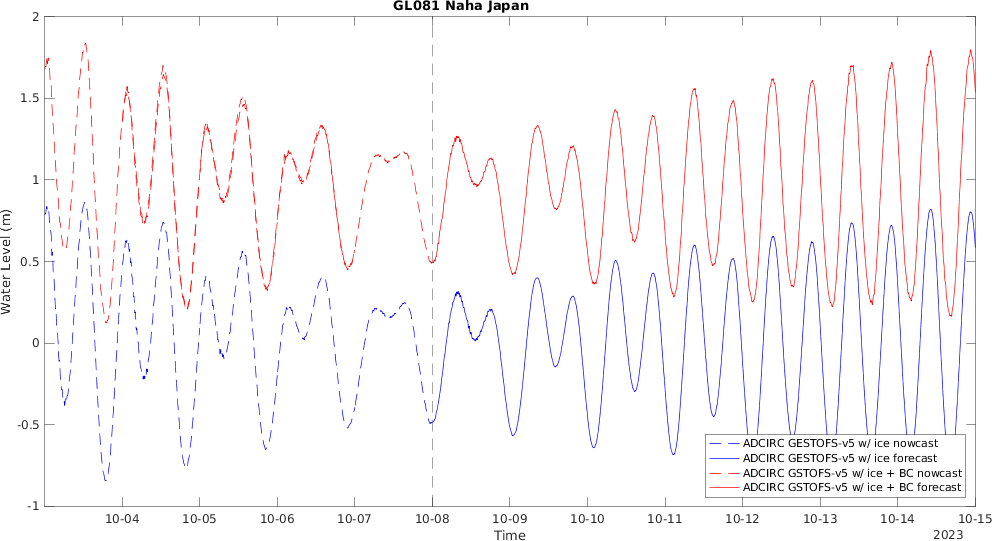 GL081 Naha Japan
Water Level (m)
2
1.5
1
0.5
0
-0.5
-1
10-04 10-05 10-06 10-07 10-08 10-09 10-10 10-11 10-12 10-13 10-14 10-15
Time
2023
ADCIRC GESTOFS-v5 w/ ice nowcast
ADCIRC GESTOFS-v5 w/ ice forecast
ADCIRC GSTOFS-v5 w/ ice + BC nowcast
ADCIRC GSTOFS-v5 w/ ice + BC forecast